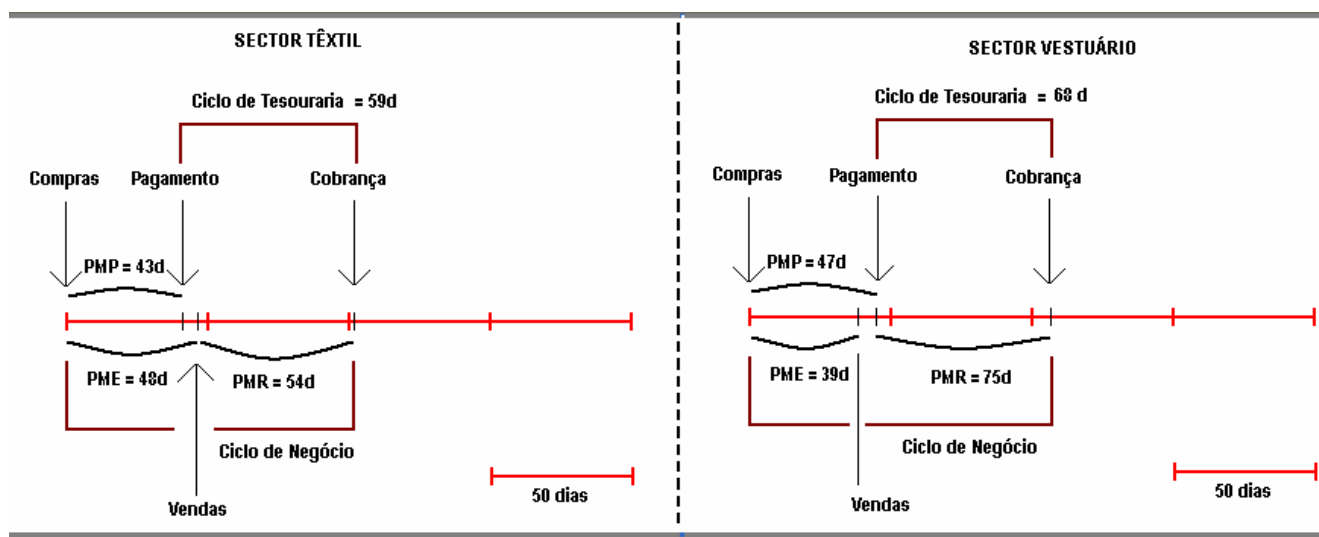 SECTOR TÊXTIL
Ciclo de Tesouraria = 59d
Compras
Pagamento
Cobrança
PMP = 43d
PME = 48d
PMR = 54d
Ciclo de Negócio
50 dias
Vendas
SECTOR VESTUÁRIO
Ciclo de Tesouraria = 68 d
Compras
Pagamento
Cobrança
PMP = 47d
PME = 39d
PMR = 75d
Ciclo de Negócio
50 dias
Vendas